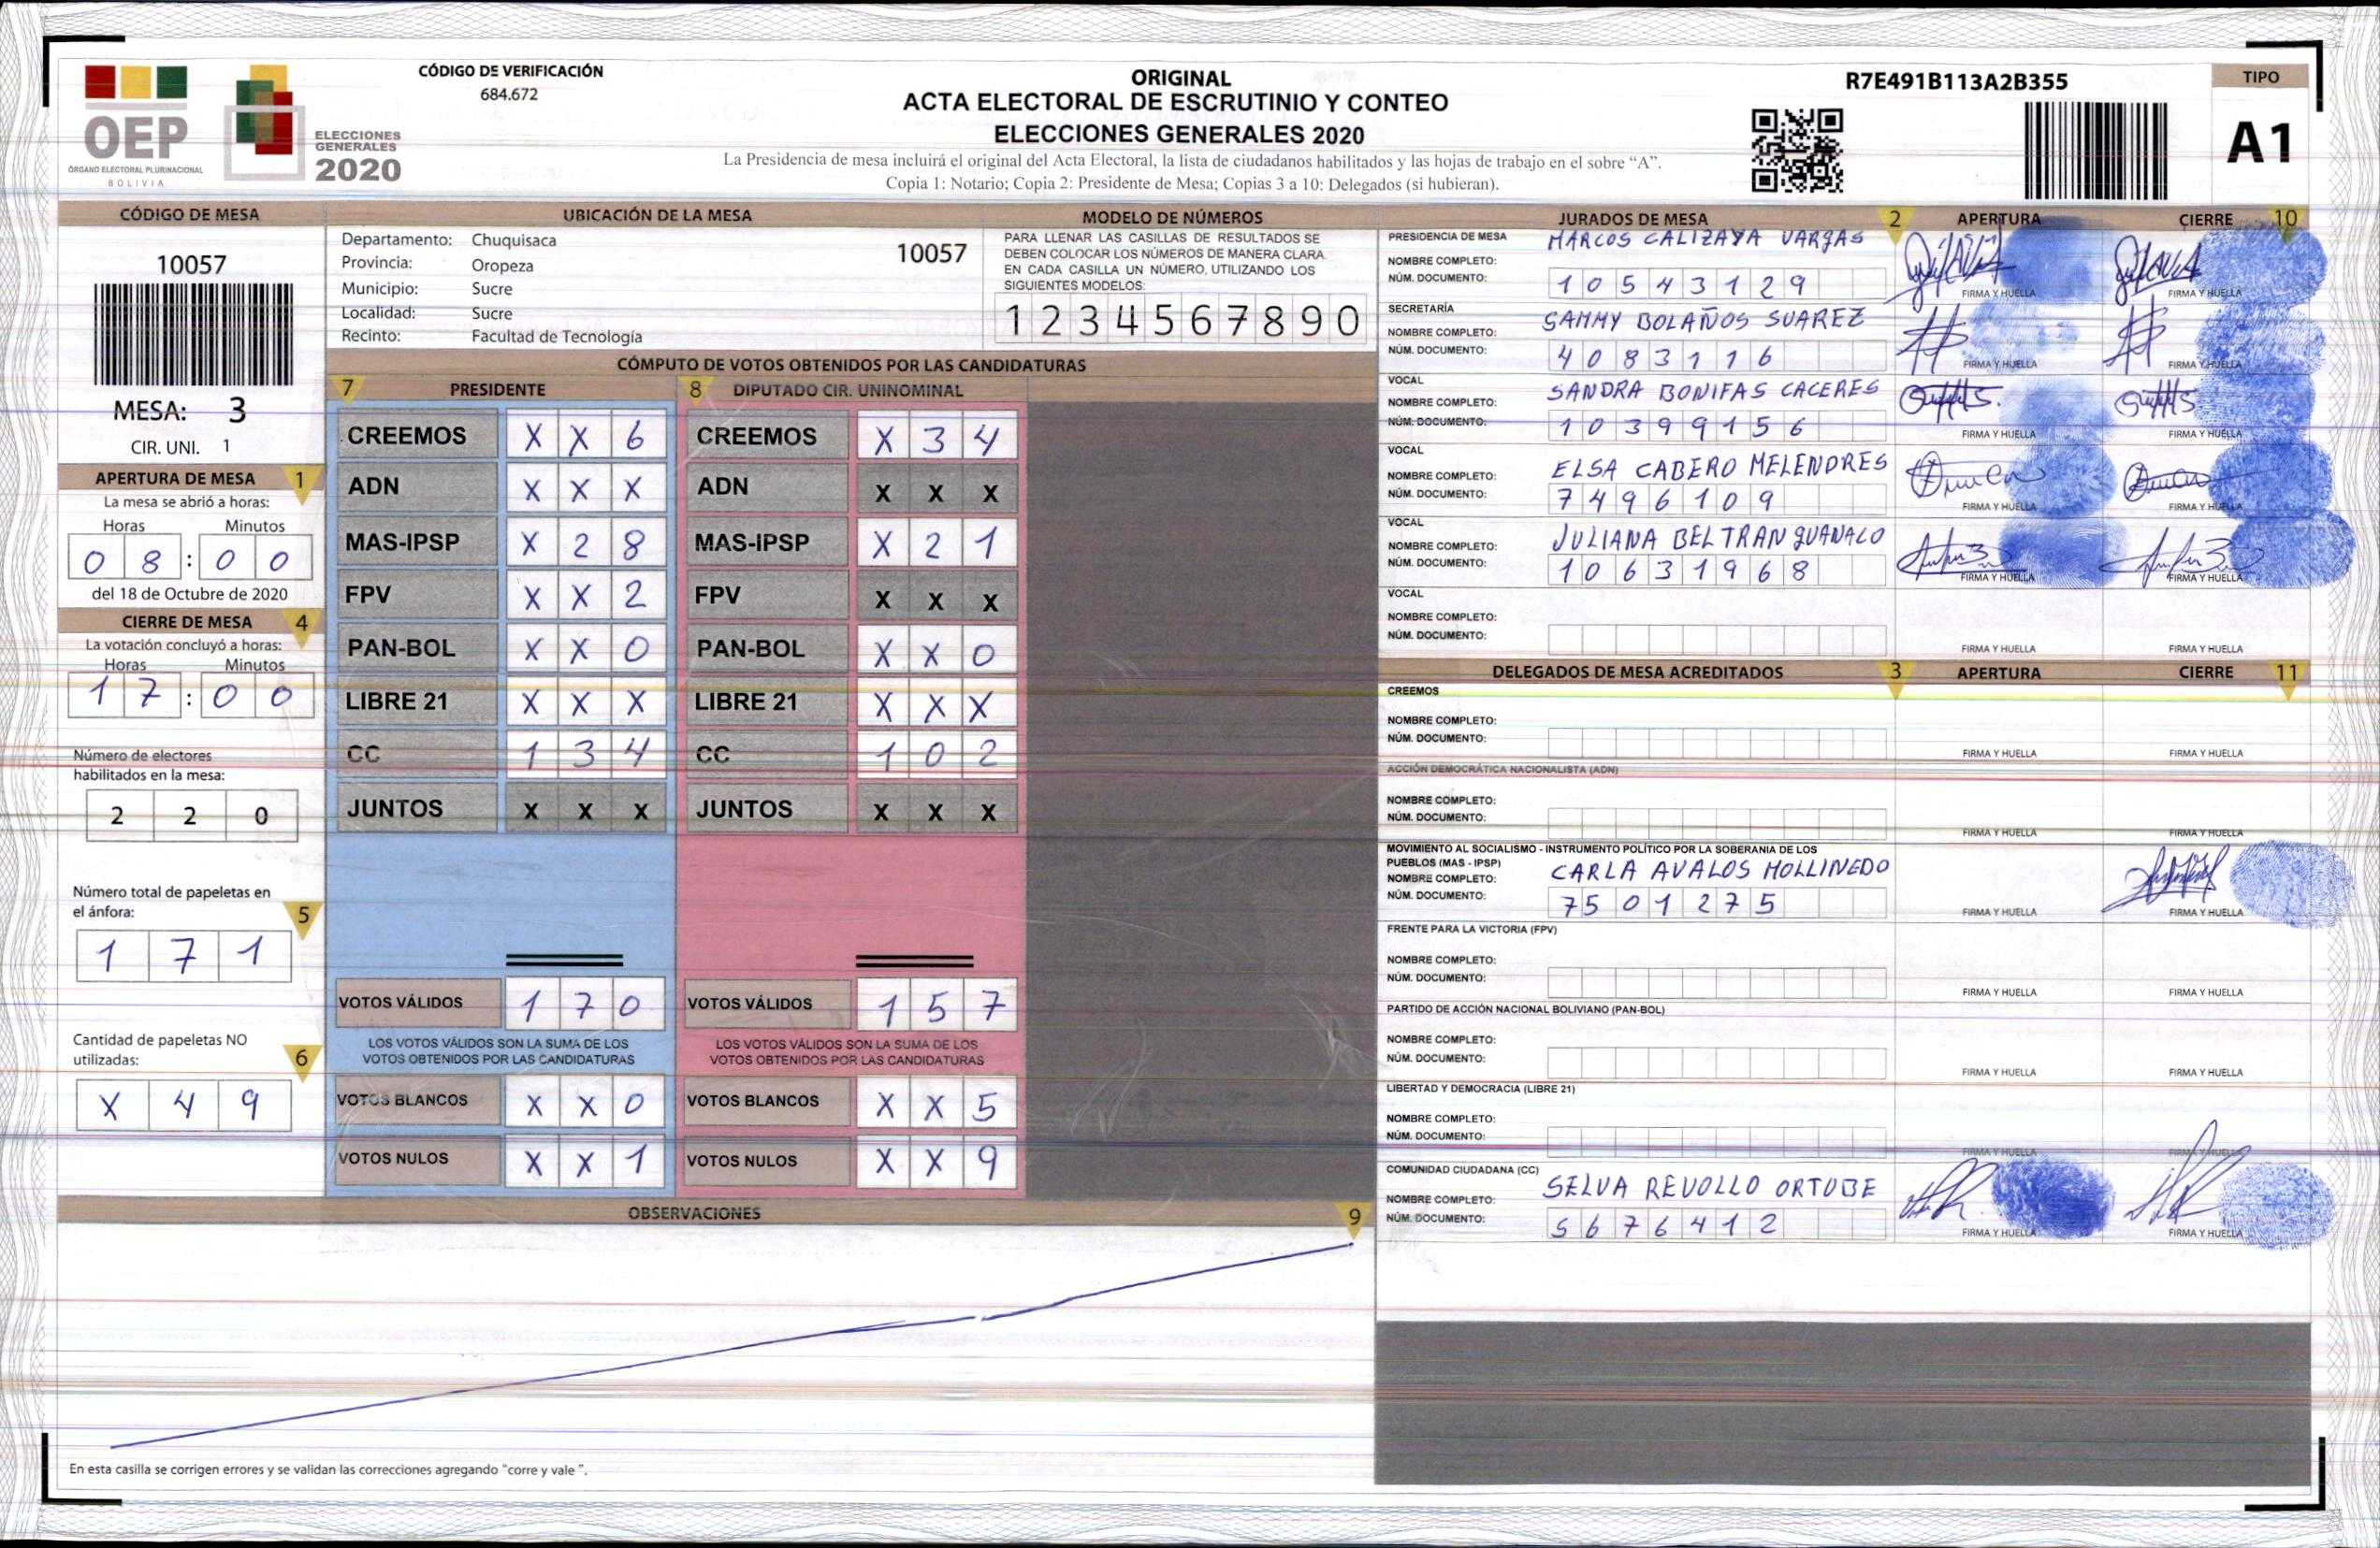 OEP
ÓRGANO ELECTORAL PLURINACIONAL
BOLIVIA
ELECCIONES
GENERALES
2020
CÓDIGO DE VERIFICACIÓN
684.672
ORIGINAL
ACTA ELECTORAL DE ESCRUTINIO Y CONTEO
ELECCIONES GENERALES 2020
La Presidencia de mesa incluirá el original del Acta Electoral, la lista de ciudadanos habilitados y las hojas de trabajo en el sobre “A”.
Copia 1: Notario; Copia 2: Presidente de Mesa; Copias 3 a 10: Delegados (si hubieran).
R7E491B113A2B355
TIPO
A1
CÓDIGO DE MESA
10057
MESA: 3
CIR. UNI. 1
APERTURA DE MESA 1
La mesa se abrió a horas:
Horas Minutos
0 8 : 0 0
del 18 de Octubre de 2020
CIERRE DE MESA 4
La votación concluyó a horas:
Horas Minutos
1 7 : 0 0
Número de electores
habilitados en la mesa:
2 2 0
Número total de papeletas en
el ánfora: 5
1 7 1
Cantidad de papeletas NO
utilizadas: 6
X 4 9
UBICACIÓN DE LA MESA
Departamento: Chuquisaca
Provincia: Oropeza
Municipio: Sucre
Localidad: Sucre
Recinto: Facultad de Tecnología
10057
MODELO DE NÚMEROS
PARA LLENAR LAS CASILLAS DE RESULTADOS SE
DEBEN COLOCAR LOS NÚMEROS DE MANERA CLARA.
EN CADA CASILLA UN NÚMERO, UTILIZANDO LOS
SIGUIENTES MODELOS:
1 2 3 4 5 6 7 8 9 0
CÓMPUTO DE VOTOS OBTENIDOS POR LAS CANDIDATURAS
7 PRESIDENTE 8 DIPUTADO CIR. UNINOMINAL
CREEMOS X X 6 CREEMOS X 3 4
ADN X X X ADN X X X
MAS-IPSP X 2 8 MAS-IPSP X 2 1
FPV X X 2 FPV X X X
PAN-BOL X X 0 PAN-BOL X X 0
LIBRE 21 X X X LIBRE 21 X X X
CC 1 3 4 CC 1 0 2
JUNTOS X X X JUNTOS X X X
VOTOS VÁLIDOS 1 7 0 VOTOS VÁLIDOS 1 5 7
LOS VOTOS VÁLIDOS SON LA SUMA DE LOS
VOTOS OBTENIDOS POR LAS CANDIDATURAS
LOS VOTOS VÁLIDOS SON LA SUMA DE LOS
VOTOS OBTENIDOS POR LAS CANDIDATURAS
VOTOS BLANCOS X X 0 VOTOS BLANCOS X X 5
VOTOS NULOS X X 1 VOTOS NULOS X X 9
OBSERVACIONES 9
En esta casilla se corrigen errores y se validan las correcciones agregando “corre y vale”.
JURADOS DE MESA 2 APERTURA CIERRE 10
PRESIDENCIA DE MESA MARCOS CALIZAYA VARGAS
NOMBRE COMPLETO:
NÚM. DOCUMENTO: 1 0 5 4 3 1 2 9
FIRMA Y HUELLA FIRMA Y HUELLA
SECRETARÍA
NOMBRE COMPLETO: SAMMY BOLAÑOS SUAREZ
NÚM. DOCUMENTO: 4 0 8 3 1 1 6
FIRMA Y HUELLA FIRMA Y HUELLA
VOCAL
NOMBRE COMPLETO: SANDRA BONIFAS CACERES
NÚM. DOCUMENTO: 1 0 3 9 9 1 5 6
FIRMA Y HUELLA FIRMA Y HUELLA
VOCAL
NOMBRE COMPLETO: ELSA CABERO MELENDRES
NÚM. DOCUMENTO: 7 4 9 6 1 0 9
FIRMA Y HUELLA FIRMA Y HUELLA
VOCAL
NOMBRE COMPLETO: JULIANA BELTRAN GUANACO
NÚM. DOCUMENTO: 1 0 6 3 1 9 6 8
FIRMA Y HUELLA FIRMA Y HUELLA
VOCAL
NOMBRE COMPLETO:
NÚM. DOCUMENTO:
FIRMA Y HUELLA FIRMA Y HUELLA
DELEGADOS DE MESA ACREDITADOS 3 APERTURA CIERRE 11
CREEMOS
NOMBRE COMPLETO:
NÚM. DOCUMENTO:
FIRMA Y HUELLA FIRMA Y HUELLA
ACCIÓN DEMOCRÁTICA NACIONALISTA (ADN)
NOMBRE COMPLETO:
NÚM. DOCUMENTO:
FIRMA Y HUELLA FIRMA Y HUELLA
MOVIMIENTO AL SOCIALISMO - INSTRUMENTO POLÍTICO POR LA SOBERANIA DE LOS
PUEBLOS (MAS - IPSP)
NOMBRE COMPLETO: CARLA AVALOS MOLLINEDO
NÚM. DOCUMENTO: 7 5 0 1 2 7 5
FIRMA Y HUELLA FIRMA Y HUELLA
FRENTE PARA LA VICTORIA (FPV)
NOMBRE COMPLETO:
NÚM. DOCUMENTO:
FIRMA Y HUELLA FIRMA Y HUELLA
PARTIDO DE ACCIÓN NACIONAL BOLIVIANO (PAN-BOL)
NOMBRE COMPLETO:
NÚM. DOCUMENTO:
FIRMA Y HUELLA FIRMA Y HUELLA
LIBERTAD Y DEMOCRACIA (LIBRE 21)
NOMBRE COMPLETO:
NÚM. DOCUMENTO:
FIRMA Y HUELLA FIRMA Y HUELLA
COMUNIDAD CIUDADANA (CC)
NOMBRE COMPLETO: SELVA REVOLLO ORTUBE
NÚM. DOCUMENTO: 5 6 7 6 4 1 2
FIRMA Y HUELLA FIRMA Y HUELLA